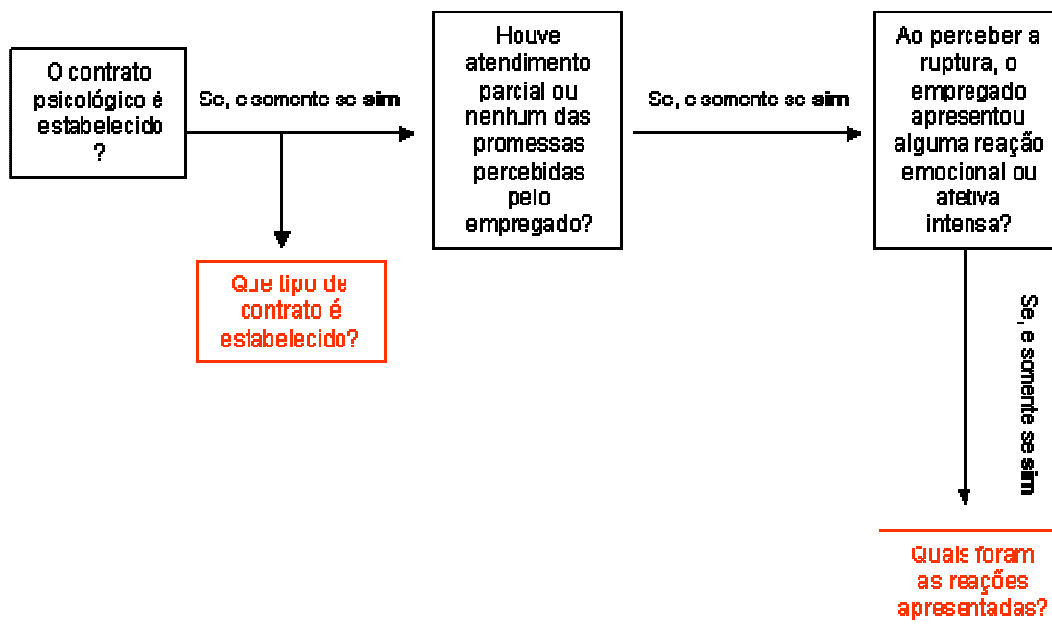 O contrato
psicológico é
estabelecido
?
Se, e somente se sim
Houve
atendimento
parcial ou
nenhum das
promessas
percebidas
pelo
empregado?
Se, e somente se sim
Ao perceber a
ruptura, o
empregado
apresentou
alguma reação
emocional ou
afetiva
intensa?
Que tipo de
contrato é
estabelecido?
Se, e somente se sim
Quais foram
as reações
apresentadas?